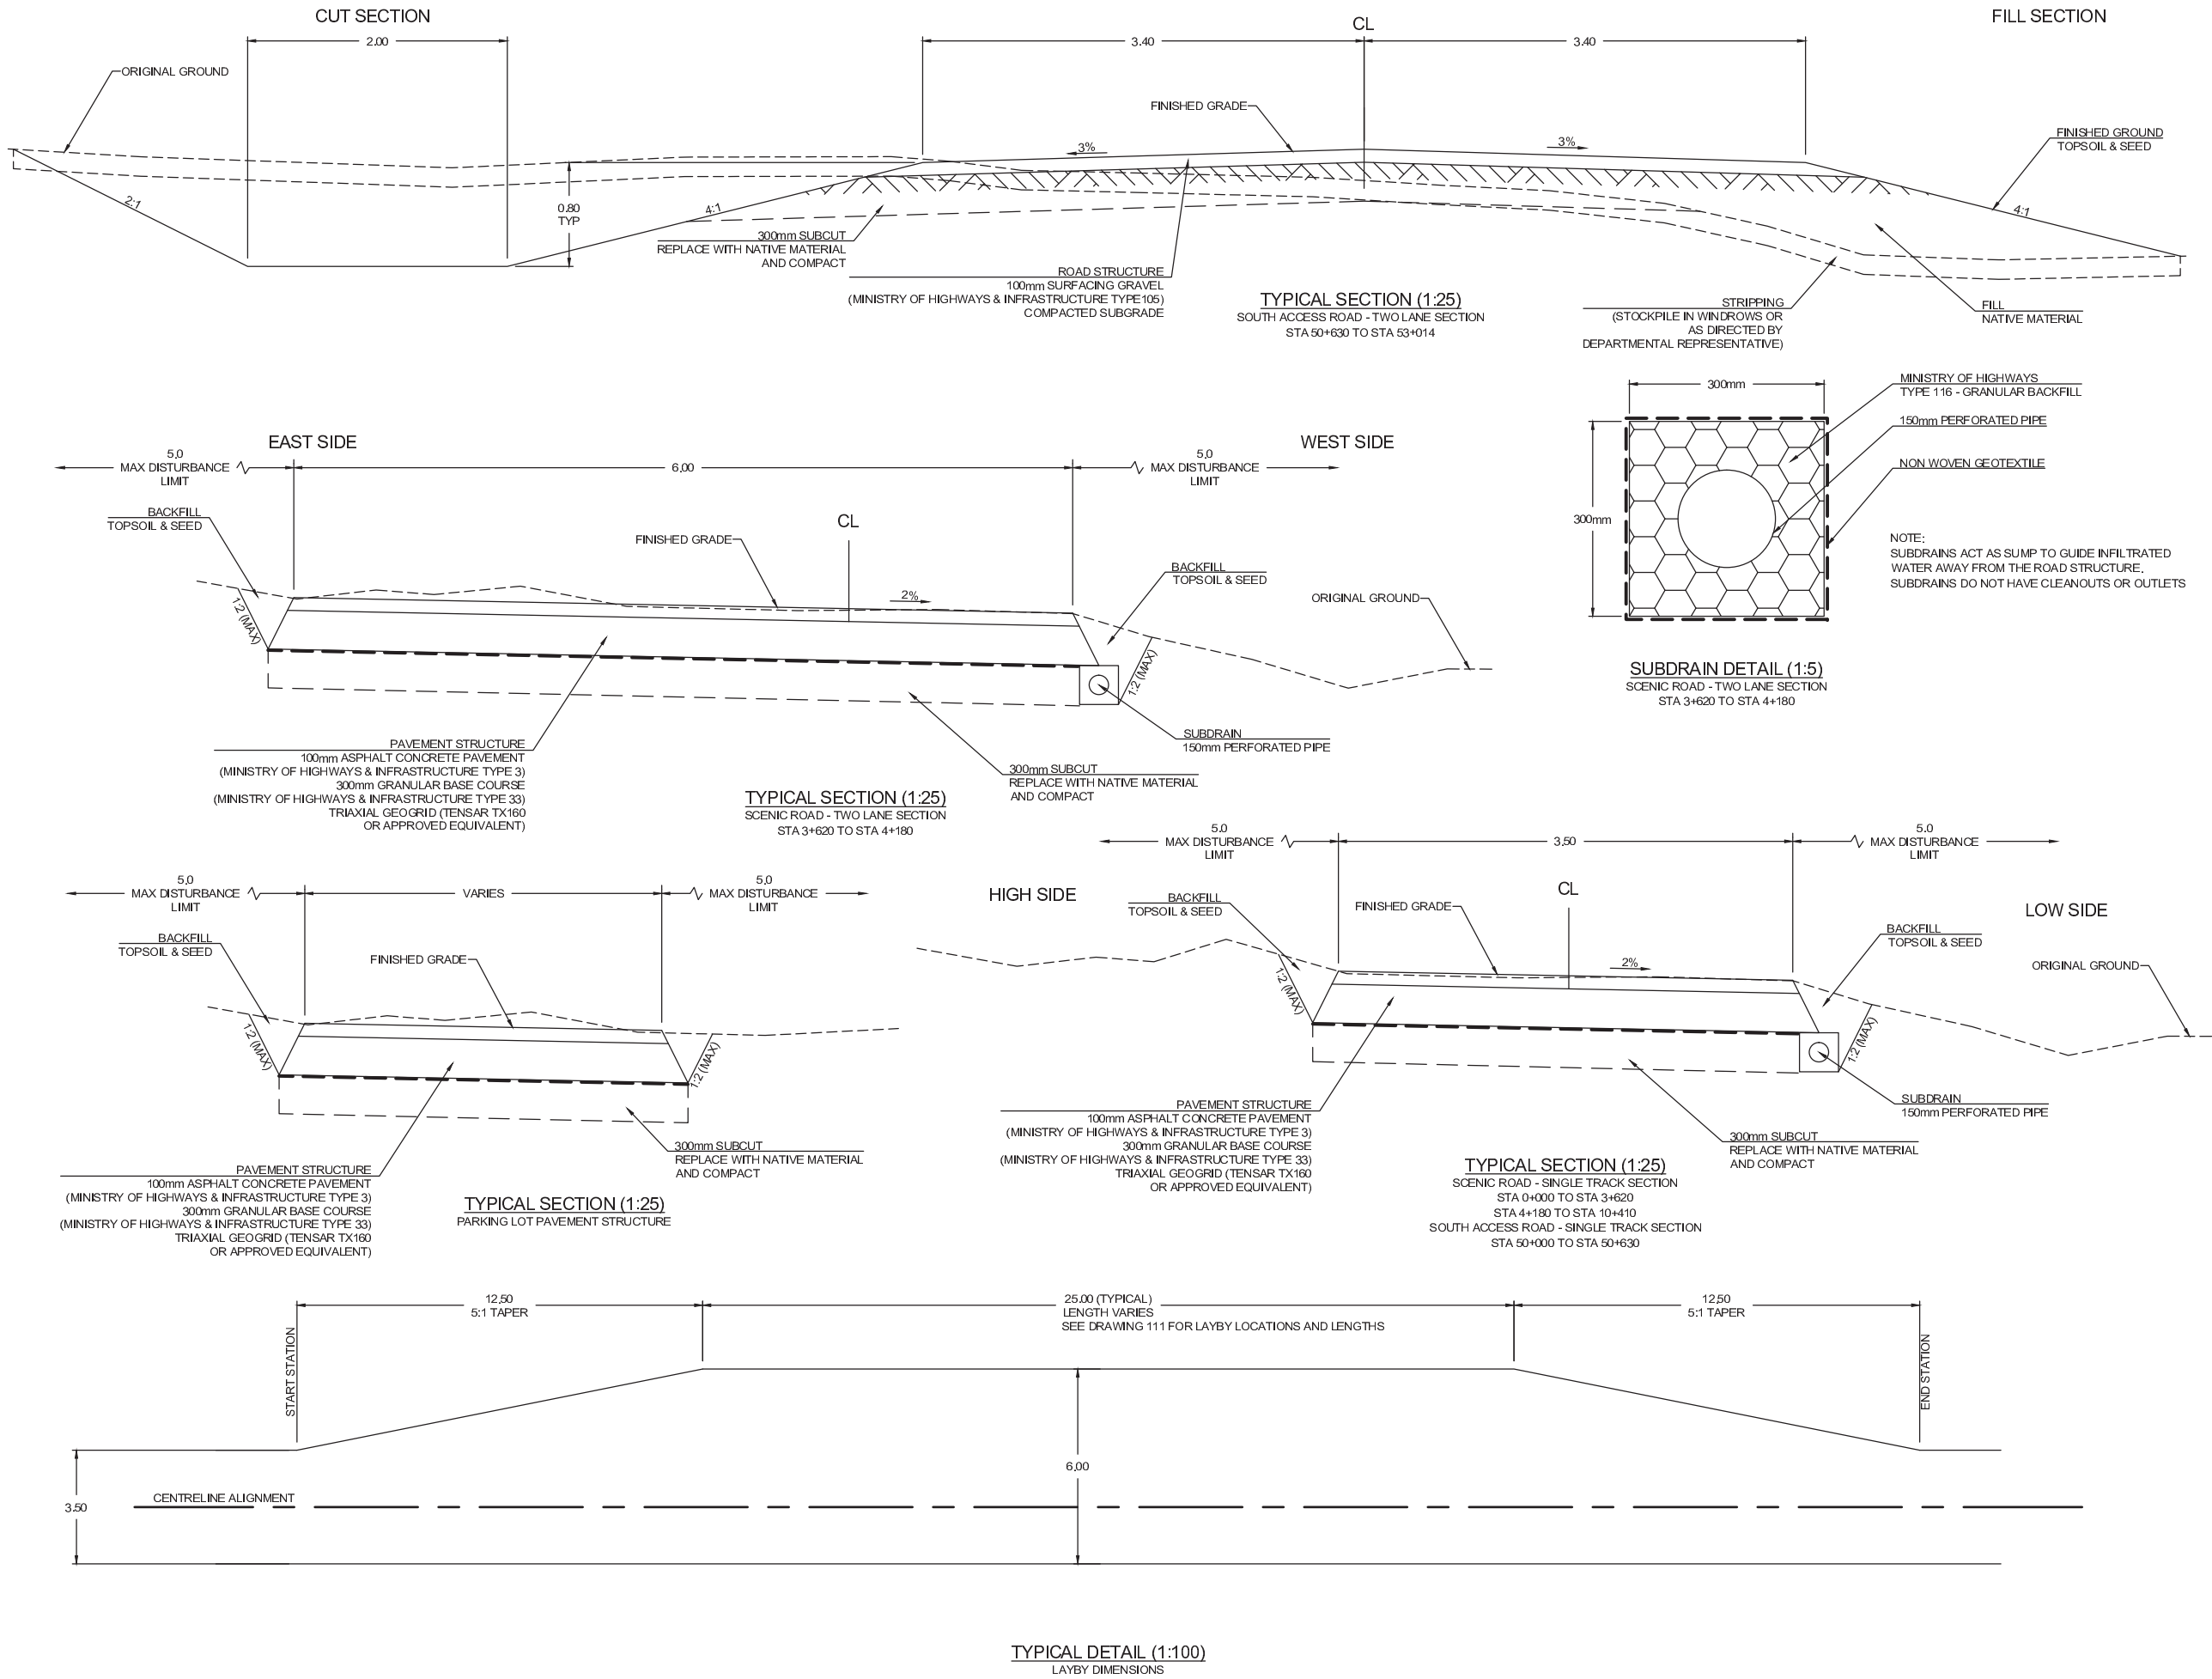 CUT SECTION
CL
FILL SECTION
2.00
3.40
3.40
ORIGINAL GROUND
FINISHED GRADE
3%
3%
FINISHED GROUND
TOPSOIL & SEED
2:1
0.80
TYP
4:1
4:1
300mm SUBCUT
REPLACE WITH NATIVE MATERIAL
AND COMPACT
ROAD STRUCTURE
100mm SURFACING GRAVEL
(MINISTRY OF HIGHWAYS & INFRASTRUCTURE TYPE105)
COMPACTED SUBGRADE
TYPICAL SECTION (1:25)
SOUTH ACCESS ROAD - TWO LANE SECTION
STA 50+630 TO STA 53+014
STRIPPING
(STOCKPILE IN WINDROWS OR
AS DIRECTED BY
DEPARTMENTAL REPRESENTATIVE)
FILL
NATIVE MATERIAL
EAST SIDE
WEST SIDE
5.0
MAX DISTURBANCE
LIMIT
6.00
5.0
MAX DISTURBANCE
LIMIT
BACKFILL
TOPSOIL & SEED
FINISHED GRADE
CL
BACKFILL
TOPSOIL & SEED
2%
ORIGINAL GROUND
1:2 (MAX)
1:2 (MAX)
PAVEMENT STRUCTURE
100mm ASPHALT CONCRETE PAVEMENT
(MINISTRY OF HIGHWAYS & INFRASTRUCTURE TYPE 3)
300mm GRANULAR BASE COURSE
(MINISTRY OF HIGHWAYS & INFRASTRUCTURE TYPE 33)
TRIAXIAL GEOGRID (TENSAR TX160
OR APPROVED EQUIVALENT)
SUBDRAIN
150mm PERFORATED PIPE
300mm SUBCUT
REPLACE WITH NATIVE MATERIAL
AND COMPACT
TYPICAL SECTION (1:25)
SCENIC ROAD - TWO LANE SECTION
STA 3+620 TO STA 4+180
300mm
300mm
MINISTRY OF HIGHWAYS
TYPE 116 - GRANULAR BACKFILL
150mm PERFORATED PIPE
NON WOVEN GEOTEXTILE
NOTE:
SUBDRAINS ACT AS SUMP TO GUIDE INFILTRATED
WATER AWAY FROM THE ROAD STRUCTURE.
SUBDRAINS DO NOT HAVE CLEANOUTS OR OUTLETS
SUBDRAIN DETAIL (1:5)
SCENIC ROAD - TWO LANE SECTION
STA 3+620 TO STA 4+180
5.0
MAX DISTURBANCE
LIMIT
VARIES
5.0
MAX DISTURBANCE
LIMIT
BACKFILL
TOPSOIL & SEED
FINISHED GRADE
1:2 (MAX)
1:2 (MAX)
PAVEMENT STRUCTURE
100mm ASPHALT CONCRETE PAVEMENT
(MINISTRY OF HIGHWAYS & INFRASTRUCTURE TYPE 3)
300mm GRANULAR BASE COURSE
(MINISTRY OF HIGHWAYS & INFRASTRUCTURE TYPE 33)
TRIAXIAL GEOGRID (TENSAR TX160
OR APPROVED EQUIVALENT)
300mm SUBCUT
REPLACE WITH NATIVE MATERIAL
AND COMPACT
TYPICAL SECTION (1:25)
PARKING LOT PAVEMENT STRUCTURE
5.0
MAX DISTURBANCE
LIMIT
3.50
5.0
MAX DISTURBANCE
LIMIT
HIGH SIDE
BACKFILL
TOPSOIL & SEED
FINISHED GRADE
CL
LOW SIDE
BACKFILL
TOPSOIL & SEED
2%
ORIGINAL GROUND
1:2 (MAX)
1:2 (MAX)
PAVEMENT STRUCTURE
100mm ASPHALT CONCRETE PAVEMENT
(MINISTRY OF HIGHWAYS & INFRASTRUCTURE TYPE 3)
300mm GRANULAR BASE COURSE
(MINISTRY OF HIGHWAYS & INFRASTRUCTURE TYPE 33)
TRIAXIAL GEOGRID (TENSAR TX160
OR APPROVED EQUIVALENT)
SUBDRAIN
150mm PERFORATED PIPE
300mm SUBCUT
REPLACE WITH NATIVE MATERIAL
AND COMPACT
TYPICAL SECTION (1:25)
SCENIC ROAD - SINGLE TRACK SECTION
STA 0+000 TO STA 3+620
STA 4+180 TO STA 10+410
SOUTH ACCESS ROAD - SINGLE TRACK SECTION
STA 50+000 TO STA 50+630
12.50
5:1 TAPER
25.00 (TYPICAL)
LENGTH VARIES
SEE DRAWING 111 FOR LAYBY LOCATIONS AND LENGTHS
12.50
5:1 TAPER
START STATION
END STATION
6.00
3.50
CENTRELINE ALIGNMENT
TYPICAL DETAIL (1:100)
LAYBY DIMENSIONS